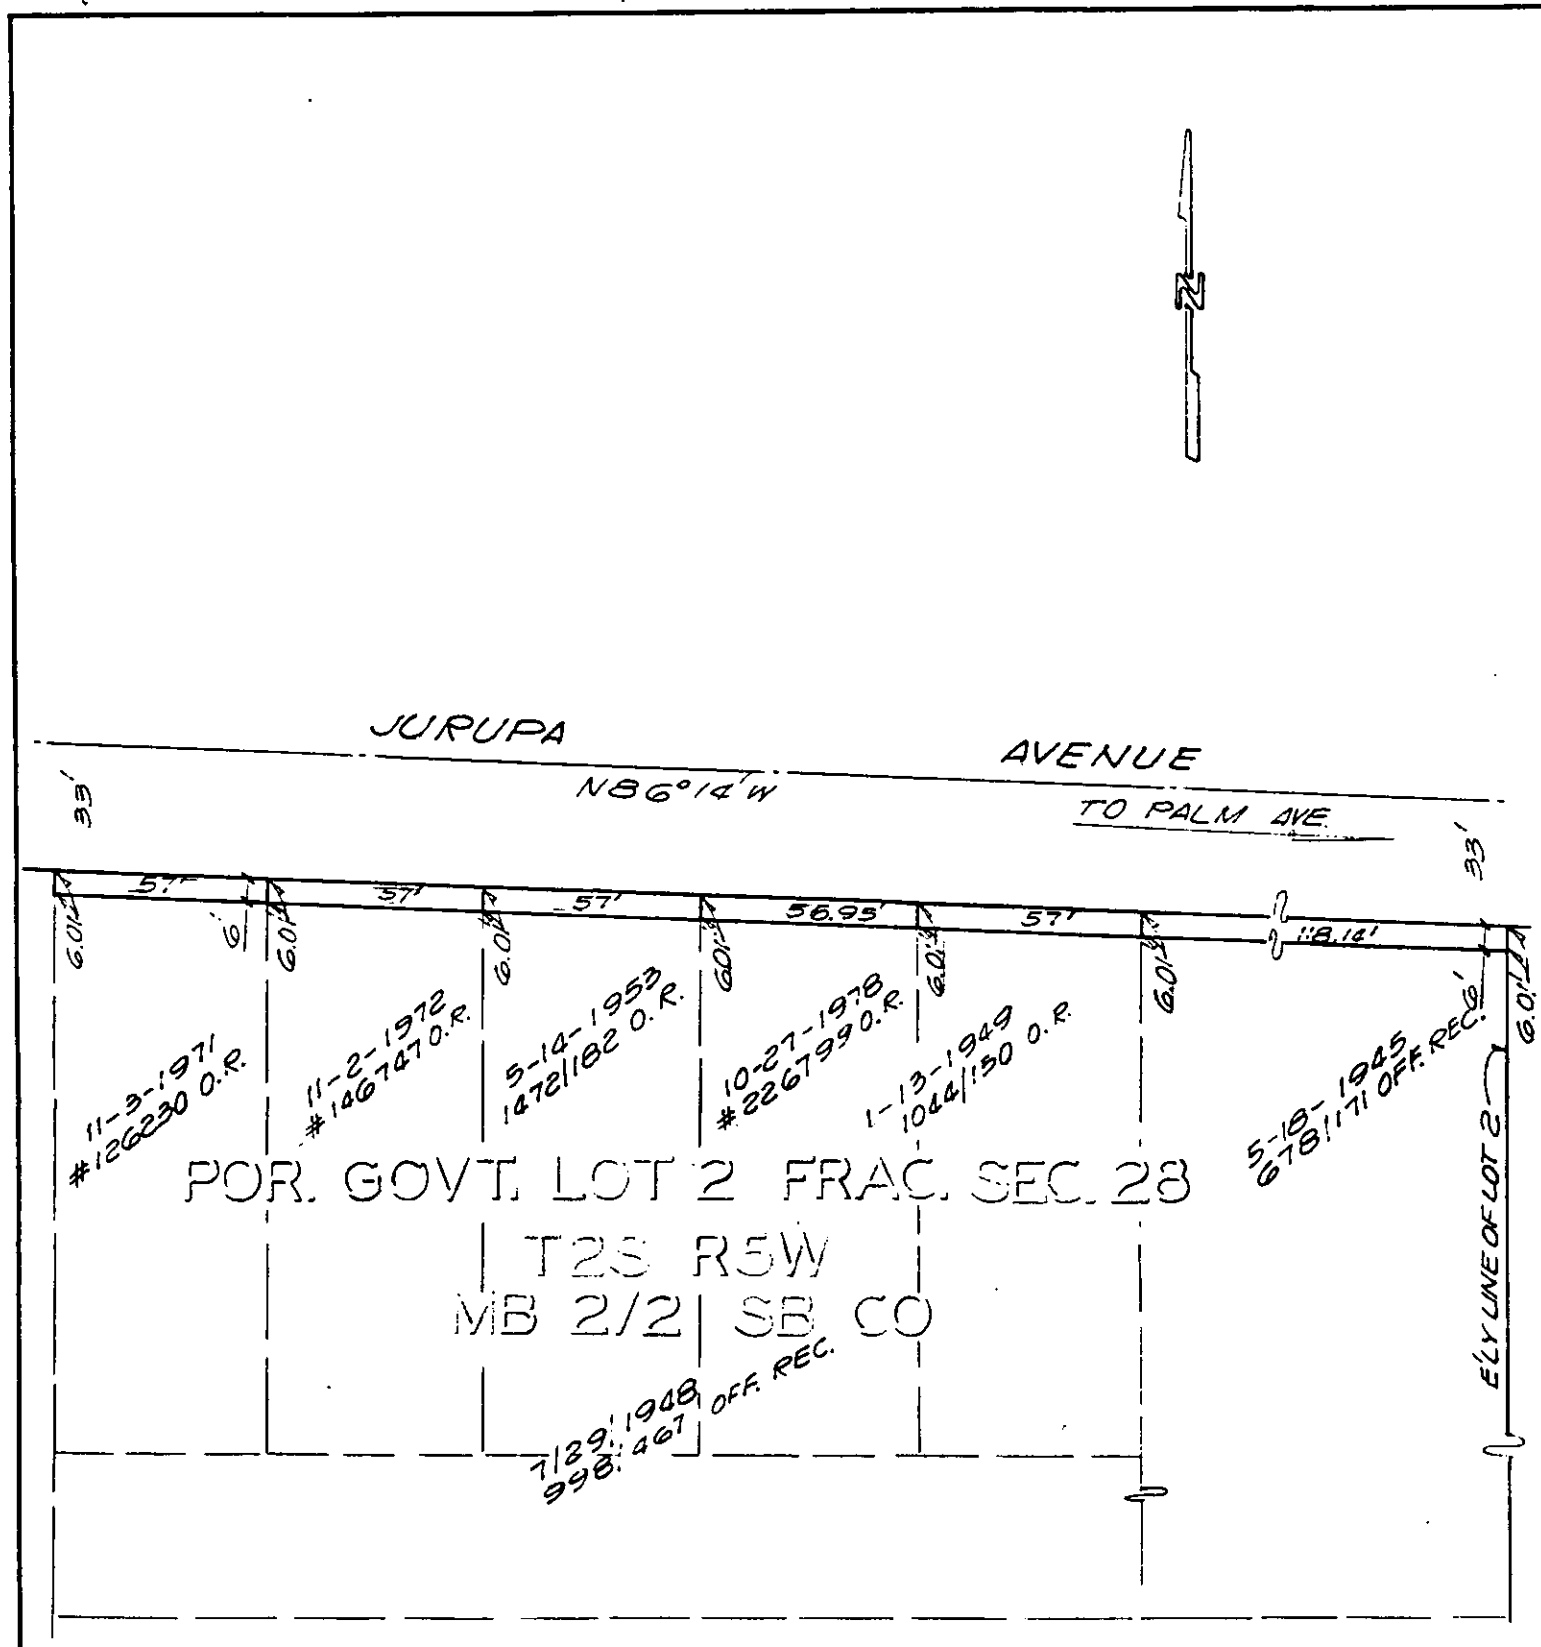 N
JURUPA AVENUE
N86°14'W
TO PALM AVE.
33'
33'
57'
57'
57'
56.95'
57'
118.14'
6.01'
6'
6.01'
6.01'
6.01'
6.01'
6.01'
6'
6.01'
11-3-1971
#126230 O.R.
11-2-1972
#146747 O.R.
5-14-1953
1472/182 O.R.
10-27-1978
#226799 O.R.
1-13-1949
1044/150 O.R.
5-18-1945
678/171 OFF. REC.
E'LY LINE OF LOT 2
POR. GOVT. LOT 2 FRAC. SEC. 28
T2S R5W
MB 2/2 SB CO
7/29/1948
998/467 OFF. REC.